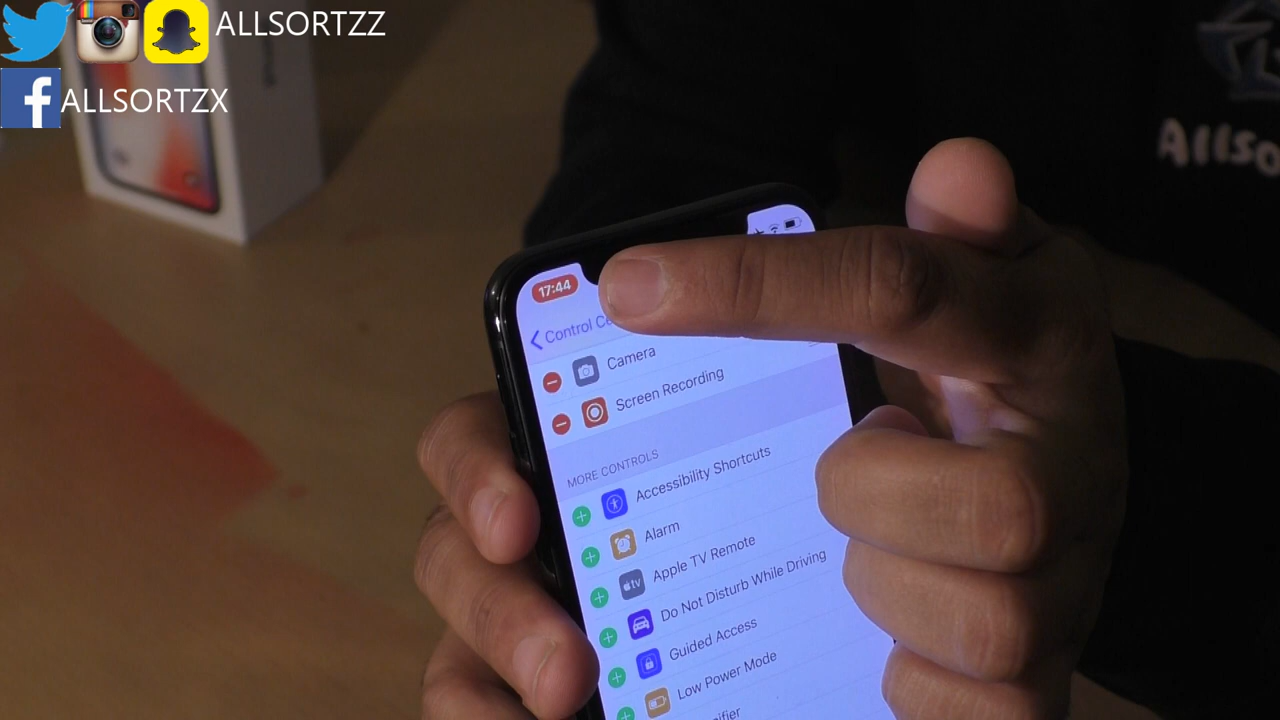 ALLSORTZZ
ALLSORTZX
Allso
17:44
Control Ce
Camera
Screen Recording
MORE CONTROLS
Accessibility Shortcuts
Alarm
tv
Apple TV Remote
Do Not Disturb While Driving
Guided Access
Low Power Mode